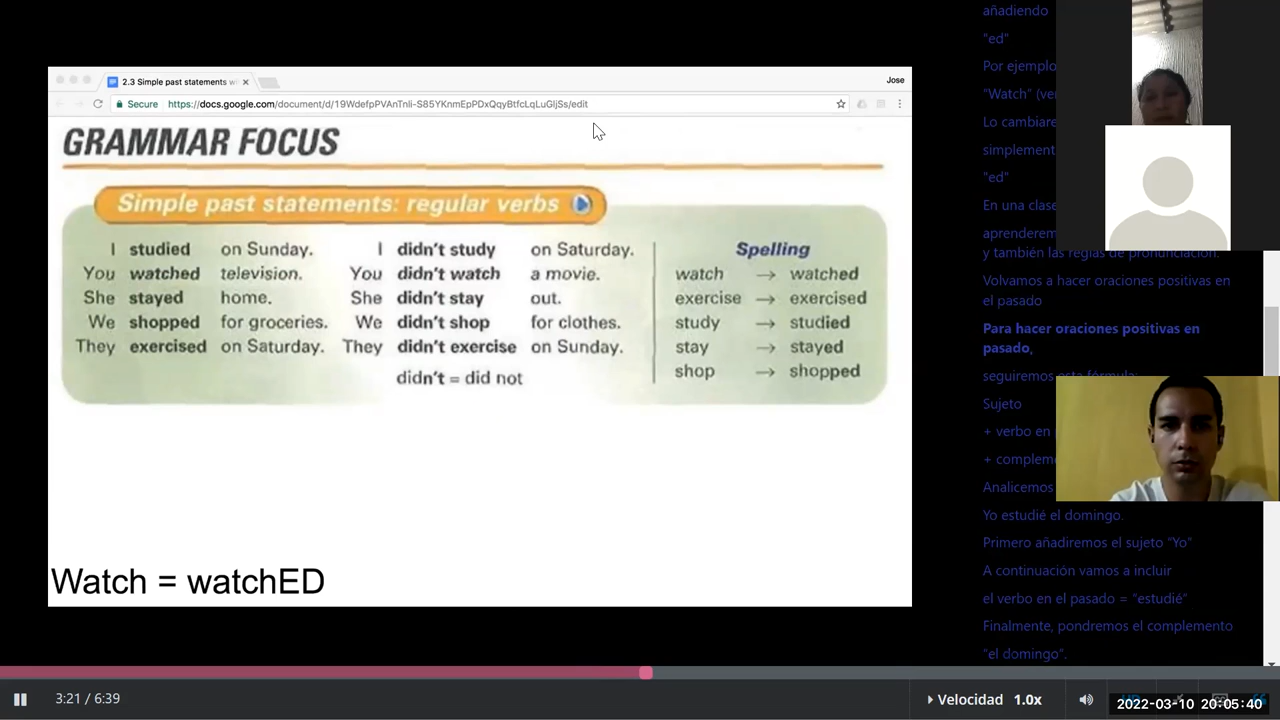 2.3 Simple past statements w
Jose
Secure
https://docs.google.com/document/d/19WdefpPVAnTnli-S85YKnmEpPDxQqyBtfcLqLuGljSs/edit
GRAMMAR FOCUS
Simple past statements: regular verbs
I studied on Sunday. I didn't study on Saturday. Spelling
You watched television. You didn't watch a movie. watch → watched
She stayed home. She didn't stay out. exercise → exercised
We shopped for groceries. We didn't shop for clothes. study → studied
They exercised on Saturday. They didn't exercise on Sunday. stay → stayed
didn't = did not shop → shopped
Watch = watchED
añadiendo
"ed"
Por ejemplo
"Watch" (ve
Lo cambiare
simplement
"ed"
En una clase
aprenderem
y también las reglas de pronunciación.
Volvamos a hacer oraciones positivas en
el pasado
Para hacer oraciones positivas en
pasado,
seguiremos esta fórmula:
Sujeto
+ verbo en
+ compleme
Analicemos
Yo estudié el domingo.
Primero añadiremos el sujeto "Yo"
A continuación vamos a incluir
el verbo en el pasado = "estudié"
Finalmente, pondremos el complemento
"el domingo".
3:21 / 6:39
Velocidad 1.0x
2022-03-10 20:05:40